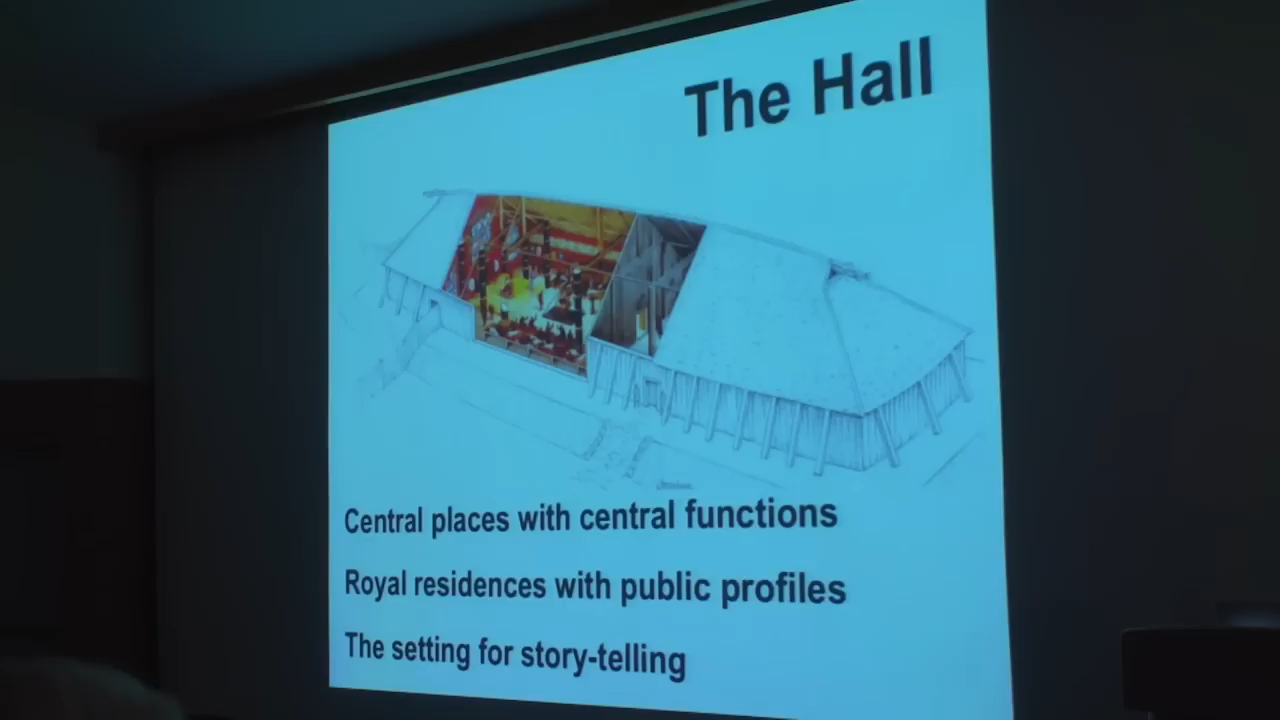 The Hall
Central places with central functions
Royal residences with public profiles
The setting for story-telling